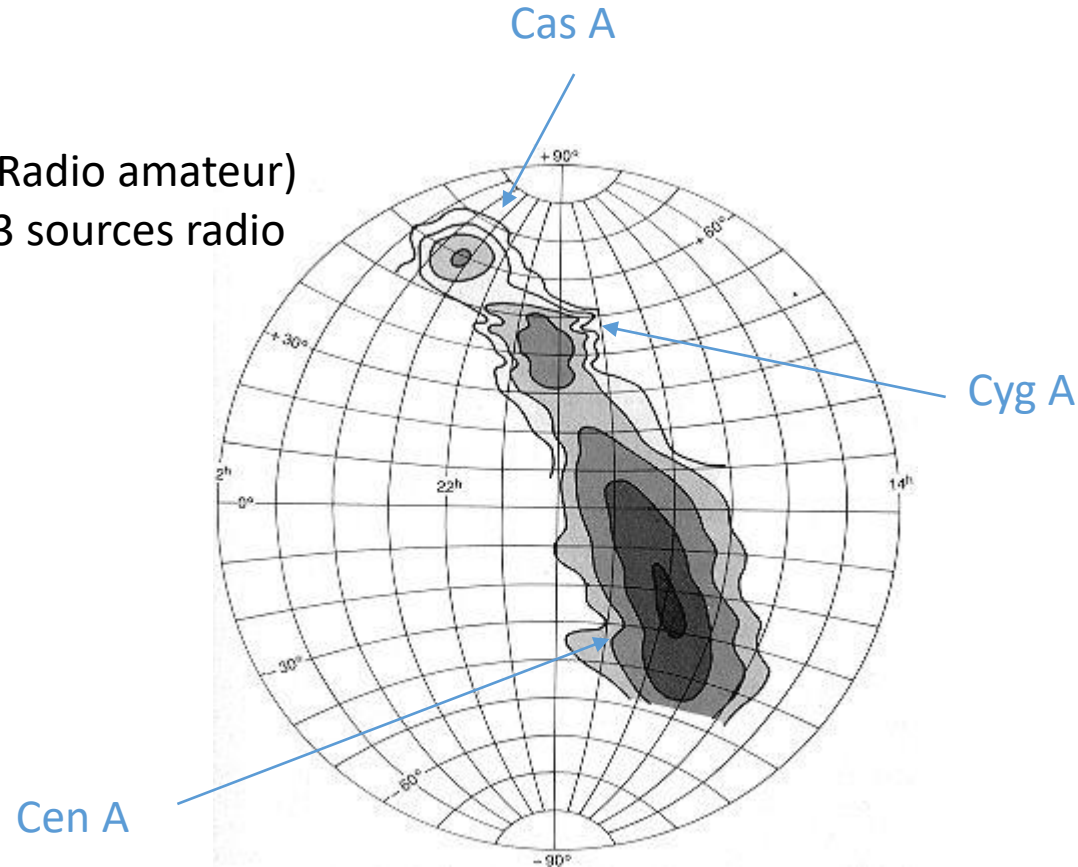 Cas A
Radio amateur)
3 sources radio
+90°
+60°
+30°
Cyg A
2h
22h
14h
0°
-30°
-60°
Cen A
-90°